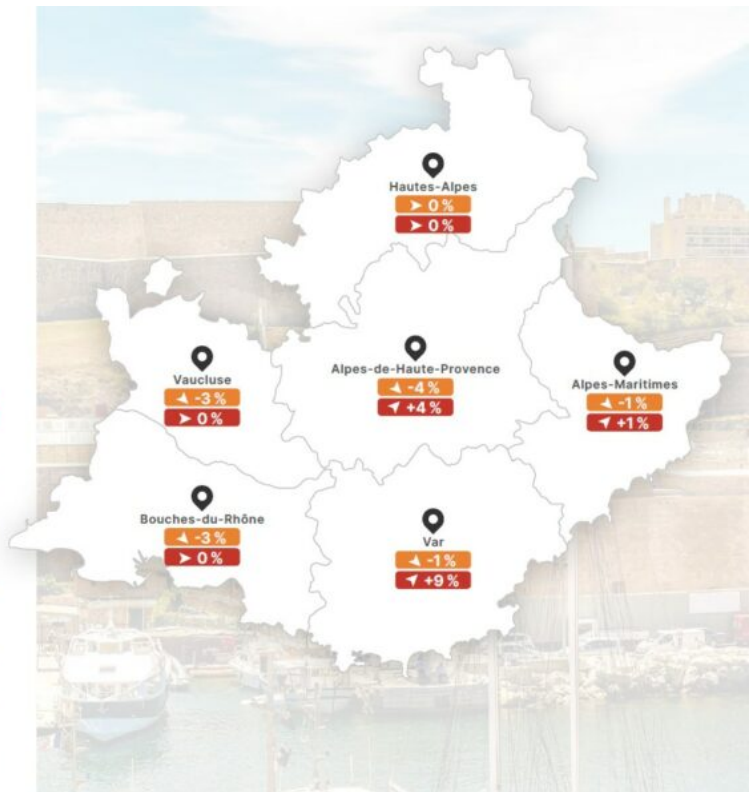 Hautes-Alpes
0 %
0 %
Vaucluse
-3 %
0 %
Alpes-de-Haute-Provence
-4 %
+4 %
Alpes-Maritimes
-1 %
+1 %
Bouches-du-Rhône
-3 %
0 %
Var
-1 %
+9 %